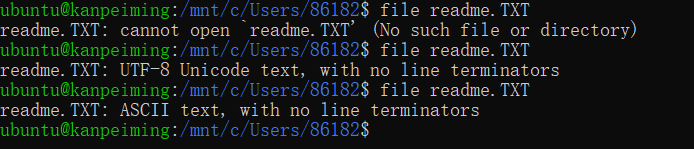 ubuntu@kanpeiming:/mnt/c/Users/86182$ file readme.TXT
readme.TXT: cannot open `readme.TXT' (No such file or directory)
ubuntu@kanpeiming:/mnt/c/Users/86182$ file readme.TXT
readme.TXT: UTF-8 Unicode text, with no line terminators
ubuntu@kanpeiming:/mnt/c/Users/86182$ file readme.TXT
readme.TXT: ASCII text, with no line terminators
ubuntu@kanpeiming:/mnt/c/Users/86182$